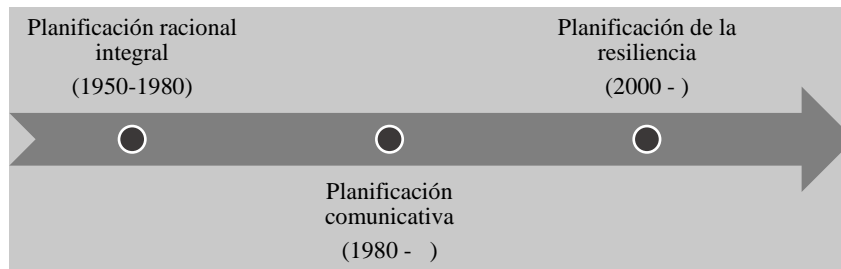 Planificación racional
integral
(1950-1980)
Planificación
comunicativa
(1980 -   )
Planificación de la
resiliencia
(2000 - )